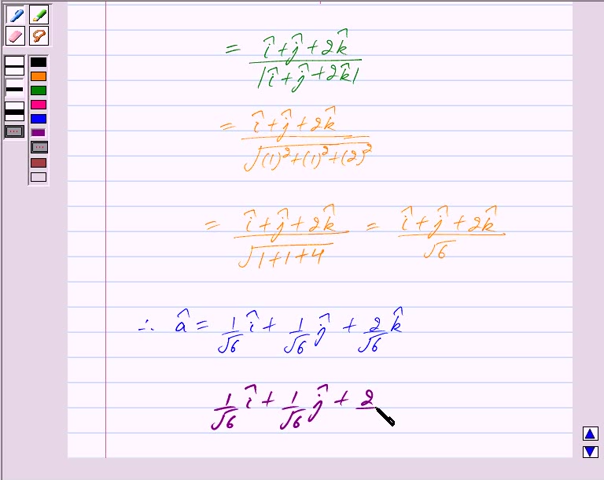 = (î + ĵ + 2k̂) / |î + ĵ + 2k̂|
= (î + ĵ + 2k̂) / √((1)² + (1)² + (2)²)
= (î + ĵ + 2k̂) / √(1+1+4) = (î + ĵ + 2k̂) / √6
∴ â = 1/√6 î + 1/√6 ĵ + 2/√6 k̂
1/√6 î + 1/√6 ĵ + 2/